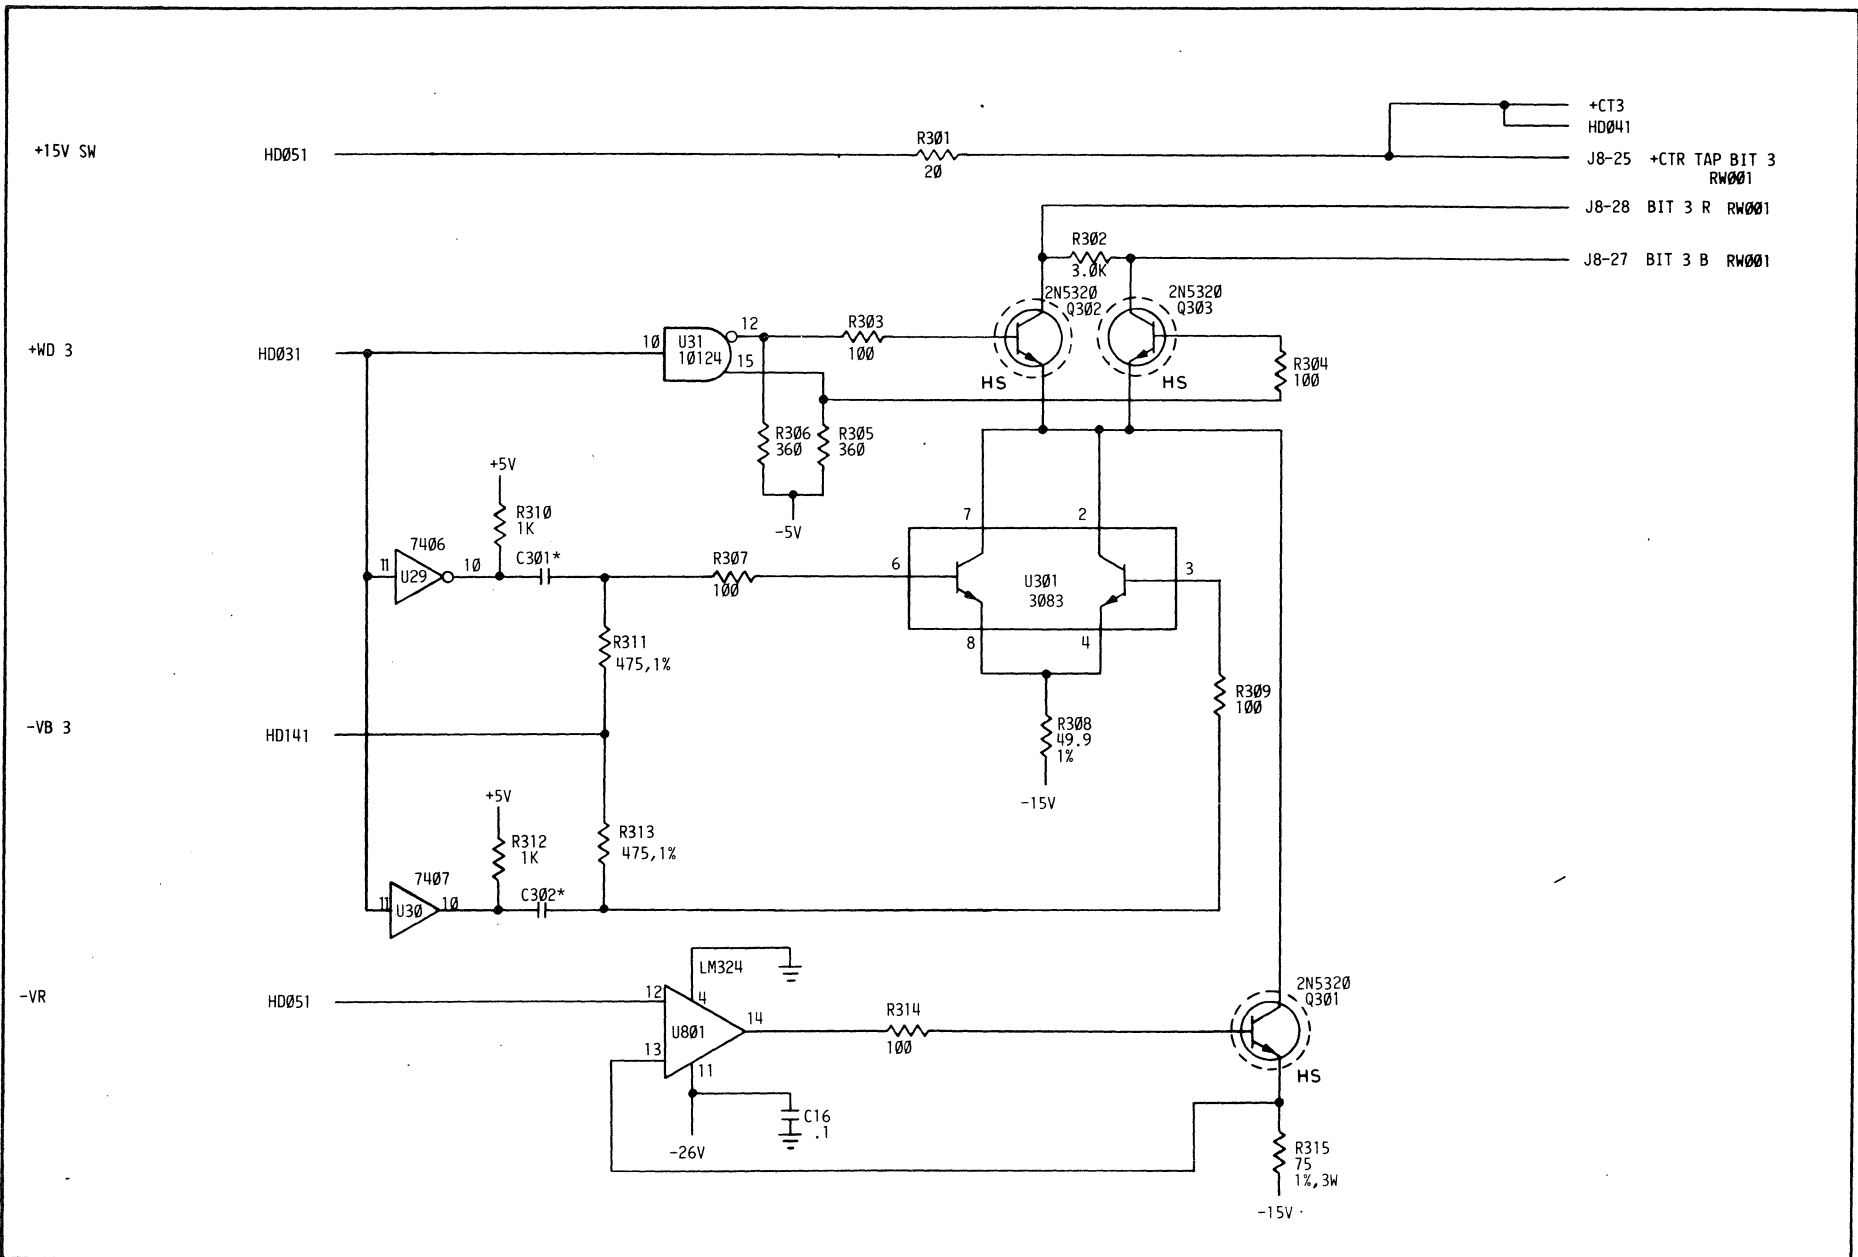 +CT3
HDØ41
+15V SW HDØ51
R3Ø1
2Ø
J8-25 +CTR TAP BIT 3
RWØØ1
J8-28 BIT 3 R RWØØ1
R3Ø2
3.ØK
J8-27 BIT 3 B RWØØ1
2N532Ø
Q3Ø2
2N532Ø
Q3Ø3
+WD 3 HDØ31
10
U31
1Ø124
12
15
R3Ø3
1ØØ
HS
HS
R3Ø4
1ØØ
R3Ø6
36Ø
R3Ø5
36Ø
-5V
+5V
R31Ø
1K
7406
11
U29
1Ø
C3Ø1*
R3Ø7
1ØØ
7
2
6
U3Ø1
3Ø83
3
8
4
R311
475,1%
R3Ø8
49.9
1%
-15V
R3Ø9
1ØØ
-VB 3 HD141
+5V
R312
1K
R313
475,1%
74Ø7
11
U3Ø
1Ø
C3Ø2*
-VR HDØ51
LM324
12
4
U8Ø1
14
13
11
-26V
C16
.1
R314
1ØØ
2N532Ø
Q3Ø1
HS
R315
75
1%,3W
-15V